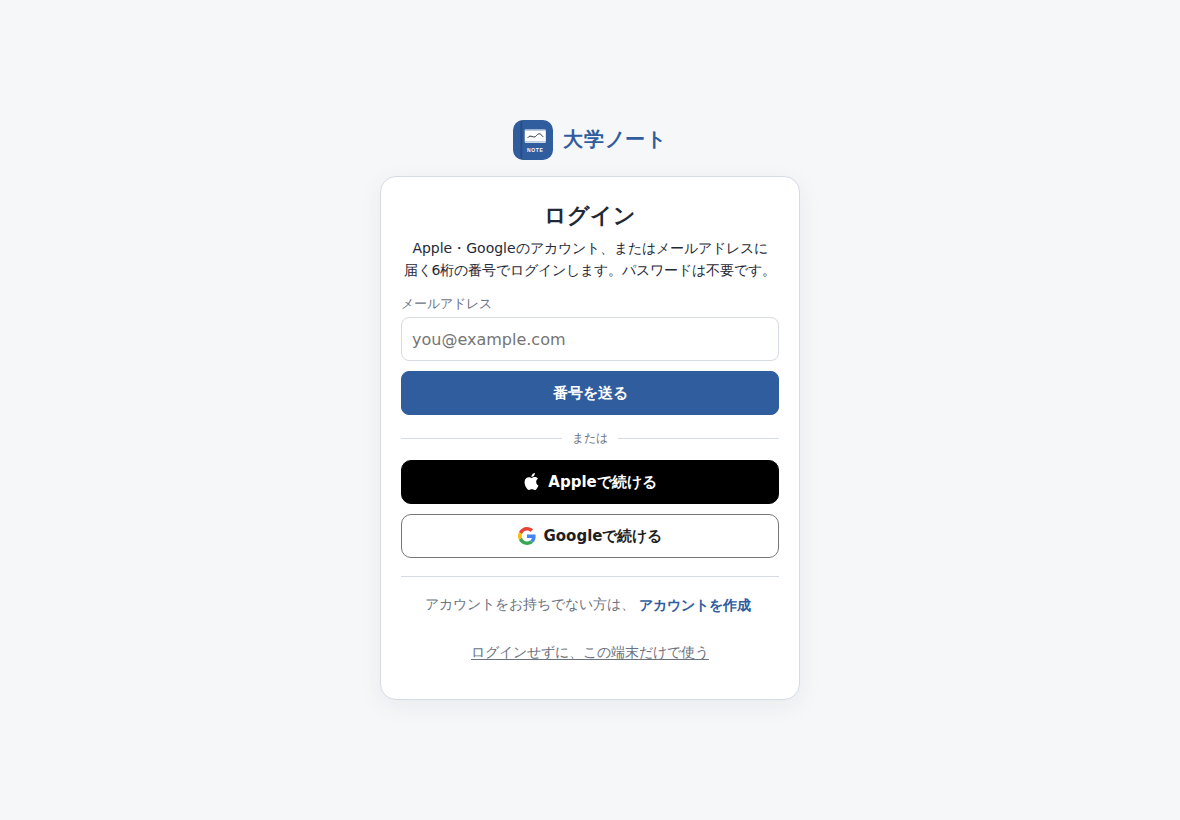 NOTE
大学ノート
ログイン
Apple・Googleのアカウント、またはメールアドレスに
届く6桁の番号でログインします。パスワードは不要です。
メールアドレス
you@example.com
番号を送る
または
Appleで続ける
Googleで続ける
アカウントをお持ちでない方は、 アカウントを作成
ログインせずに、この端末だけで使う